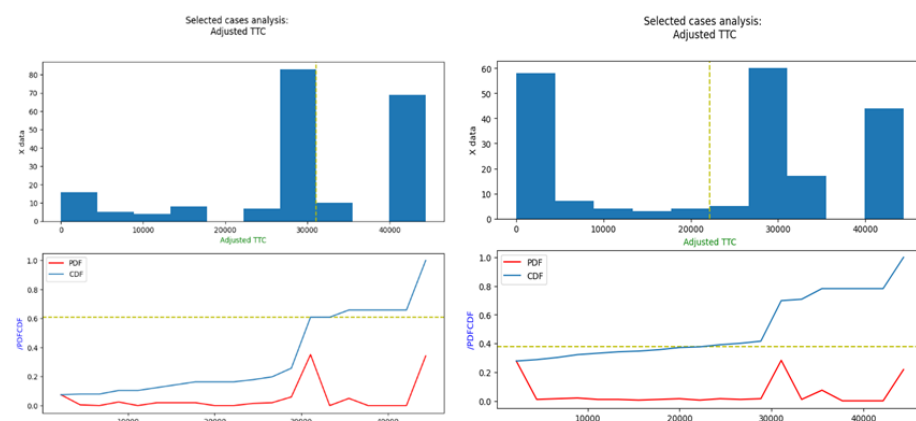 Selected cases analysis:
Adjusted TTC
80
70
60
50
40
30
20
10
0
X data
0 10000 20000 30000 40000
Adjusted TTC
1.0
0.8
0.6
0.4
0.2
0.0
/PDFCDF
PDF
CDF
Selected cases analysis:
Adjusted TTC
60
50
40
30
20
10
0
X data
0 10000 20000 30000 40000
Adjusted TTC
1.0
0.8
0.6
0.4
0.2
0.0
/PDFCDF
PDF
CDF
10000 20000 30000 40000